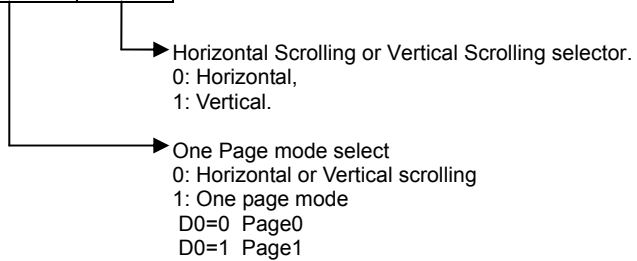 Horizontal Scrolling or Vertical Scrolling selector.
0: Horizontal,
1: Vertical.
One Page mode select
0: Horizontal or Vertical scrolling
1: One page mode
D0=0 Page0
D0=1 Page1